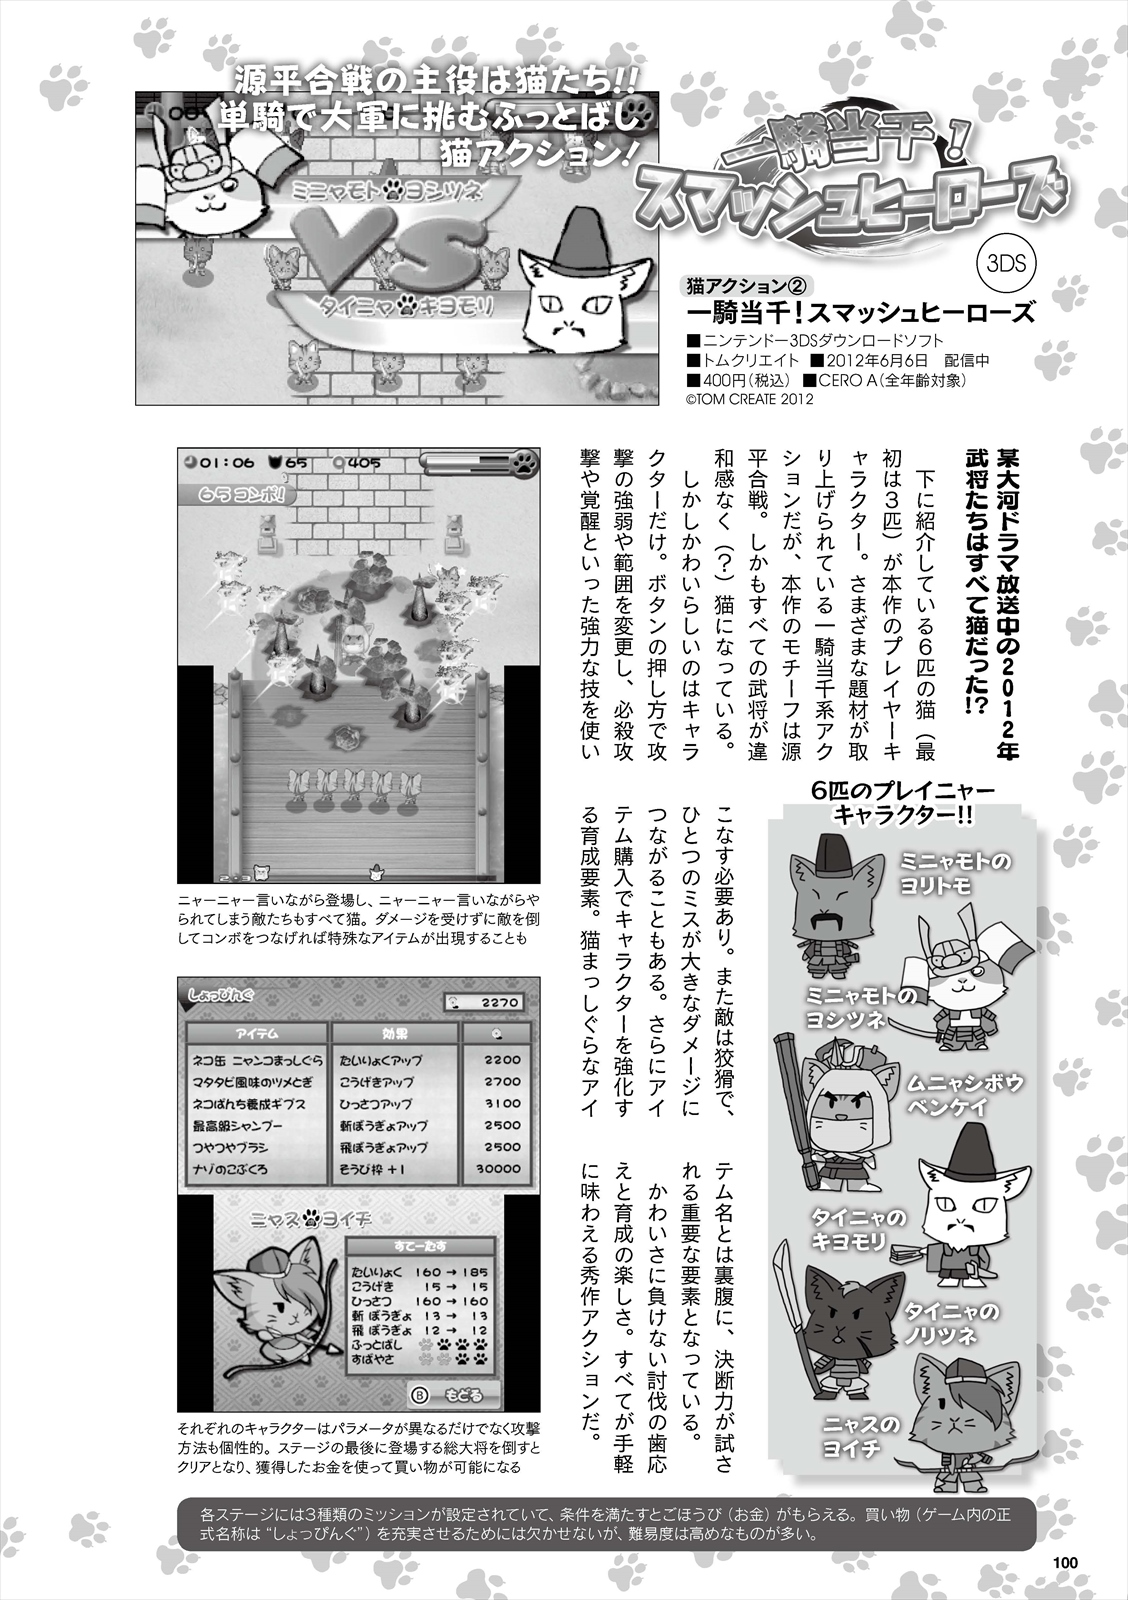 源平合戦の主役は猫たち!!
単騎で大軍に挑むふっとばし
猫アクション!
ミニャモト ヨシツネ
VS
タイニャ キヨモリ
一騎当千!
スマッシュヒーローズ
3DS
猫アクション②
一騎当千!スマッシュヒーローズ
■ニンテンドー3DSダウンロードソフト
■トムクリエイト ■2012年6月6日 配信中
■400円(税込) ■CERO A(全年齢対象)
©TOM CREATE 2012
某大河ドラマ放送中の2012年
武将たちはすべて猫だった!?
下に紹介している6匹の猫(最
初は3匹)が本作のプレイヤーキ
ャラクター。さまざまな題材が取
り上げられている一騎当千系アク
ションだが、本作のモチーフは源
平合戦。しかもすべての武将が違
和感なく(?)猫になっている。
しかしかわいらしいのはキャラ
クターだけ。ボタンの押し方で攻
撃の強弱や範囲を変更し、必殺攻
撃や覚醒といった強力な技を使い
こなす必要あり。また敵は狡猾で、
ひとつのミスが大きなダメージに
つながることもある。さらにアイ
テム購入でキャラクターを強化す
る育成要素。猫まっしぐらなアイ
テム名とは裏腹に、決断力が試さ
れる重要な要素となっている。
かわいさに負けない討伐の歯応
えと育成の楽しさ。すべてが手軽
に味わえる秀作アクションだ。
01:06 65 405
65コンボ!
ニャーニャー言いながら登場し、ニャーニャー言いながらや
られてしまう敵たちもすべて猫。ダメージを受けずに敵を倒
してコンボをつなげれば特殊なアイテムが出現することも
しょっぴんぐ
2270
アイテム 効果
ネコ缶 ニャンコまっしぐら たいりょくアップ 2200
マタタビ風味のツメとぎ こうげきアップ 2700
ネコぱんち養成ギプス ひっさつアップ 3100
最高級シャンプー 斬ぼうぎょアップ 2500
つやつやブラシ 飛ぼうぎょアップ 2500
ナゾのこぶくろ そうび枠+1 30000
ニャス ヨイチ
すてーたす
たいりょく 160→185
こうげき 15→ 15
ひっさつ 160→160
斬 ぼうぎょ 13→ 13
飛 ぼうぎょ 12→ 12
ふっとばし
すばやさ
B もどる
それぞれのキャラクターはパラメータが異なるだけでなく攻撃
方法も個性的。ステージの最後に登場する総大将を倒すと
クリアとなり、獲得したお金を使って買い物が可能になる
6匹のプレイニャー
キャラクター!!
ミニャモトの
ヨリトモ
ミニャモトの
ヨシツネ
ムニャシボウ
ベンケイ
タイニャの
キヨモリ
タイニャの
ノリツネ
ニャスの
ヨイチ
各ステージには3種類のミッションが設定されていて、条件を満たすとごほうび(お金)がもらえる。買い物(ゲーム内の正
式名称は“しょっぴんぐ”)を充実させるためには欠かせないが、難易度は高めなものが多い。
100